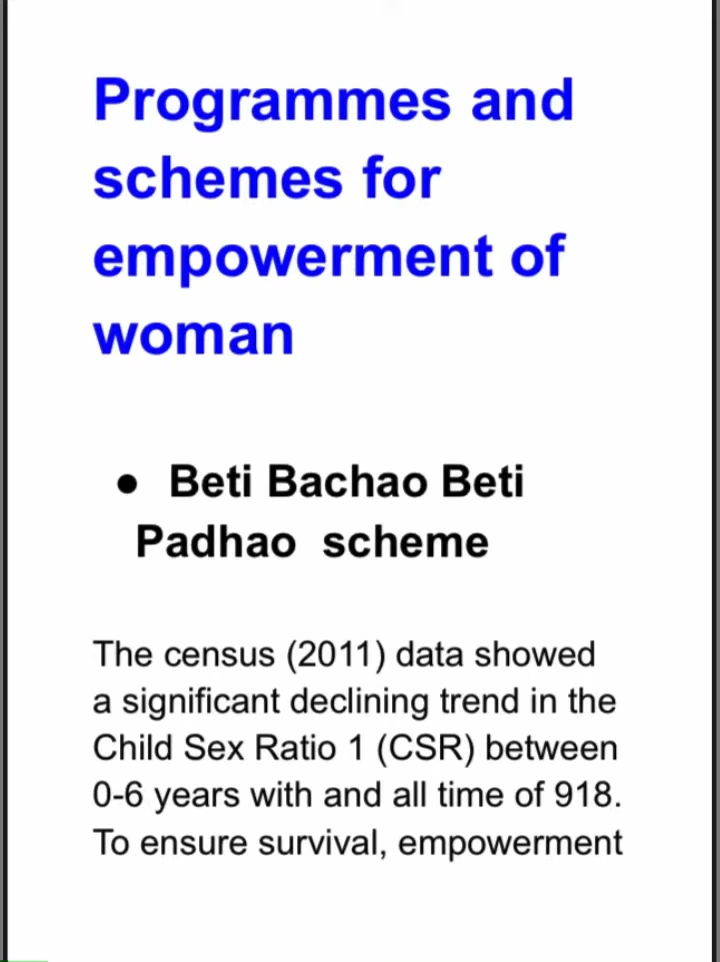 Programmes and
schemes for
empowerment of
woman
● Beti Bachao Beti
Padhao scheme
The census (2011) data showed
a significant declining trend in the
Child Sex Ratio 1 (CSR) between
0-6 years with and all time of 918.
To ensure survival, empowerment